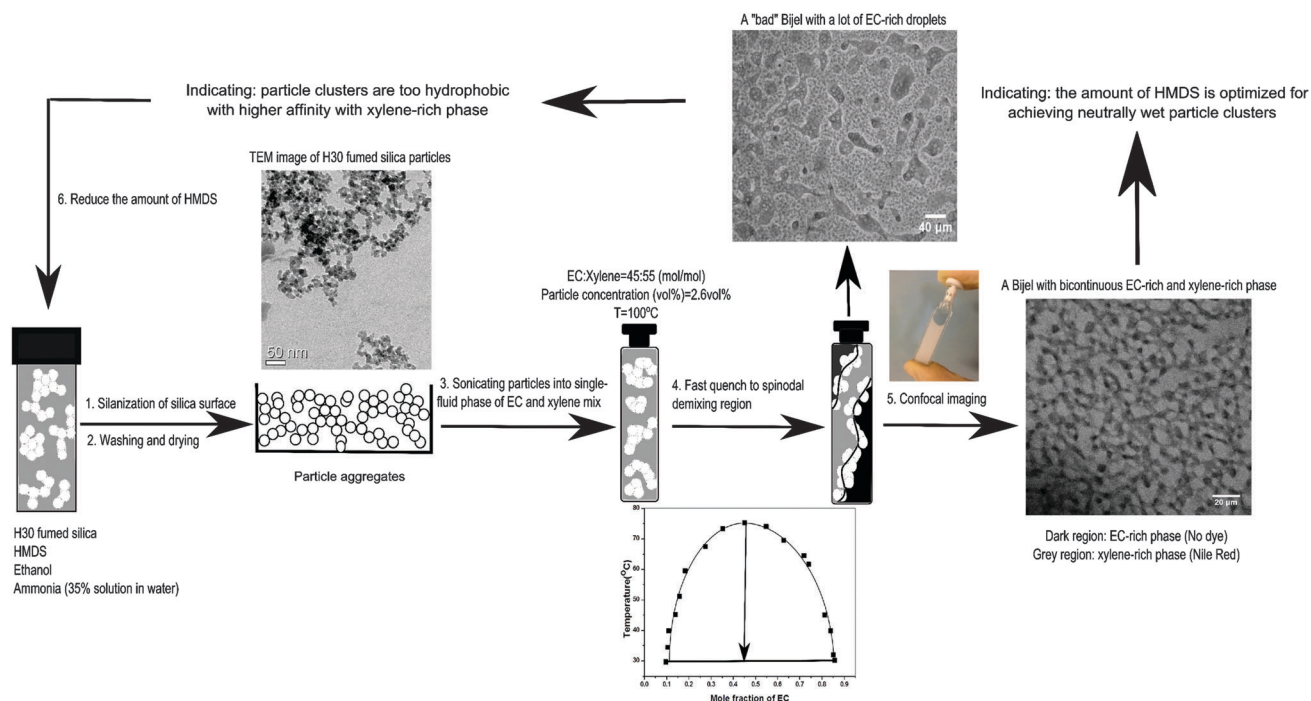 A "bad" Bijel with a lot of EC-rich droplets
40 µm
Indicating: particle clusters are too hydrophobic
with higher affinity with xylene-rich phase
Indicating: the amount of HMDS is optimized for
achieving neutrally wet particle clusters
TEM image of H30 fumed silica particles
50 nm
6. Reduce the amount of HMDS
EC:Xylene=45:55 (mol/mol)
Particle concentration (vol%)=2.6vol%
T=100ºC
A Bijel with bicontinuous EC-rich and xylene-rich phase
20 µm
1. Silanization of silica surface
2. Washing and drying
3. Sonicating particles into single-
fluid phase of EC and xylene mix
4. Fast quench to spinodal
demixing region
5. Confocal imaging
Particle aggregates
H30 fumed silica
HMDS
Ethanol
Ammonia (35% solution in water)
Dark region: EC-rich phase (No dye)
Grey region: xylene-rich phase (Nile Red)
Temperature(ºC)
80
70
60
50
40
30
0.0 0.1 0.2 0.3 0.4 0.5 0.6 0.7 0.8 0.9
Mole fraction of EC